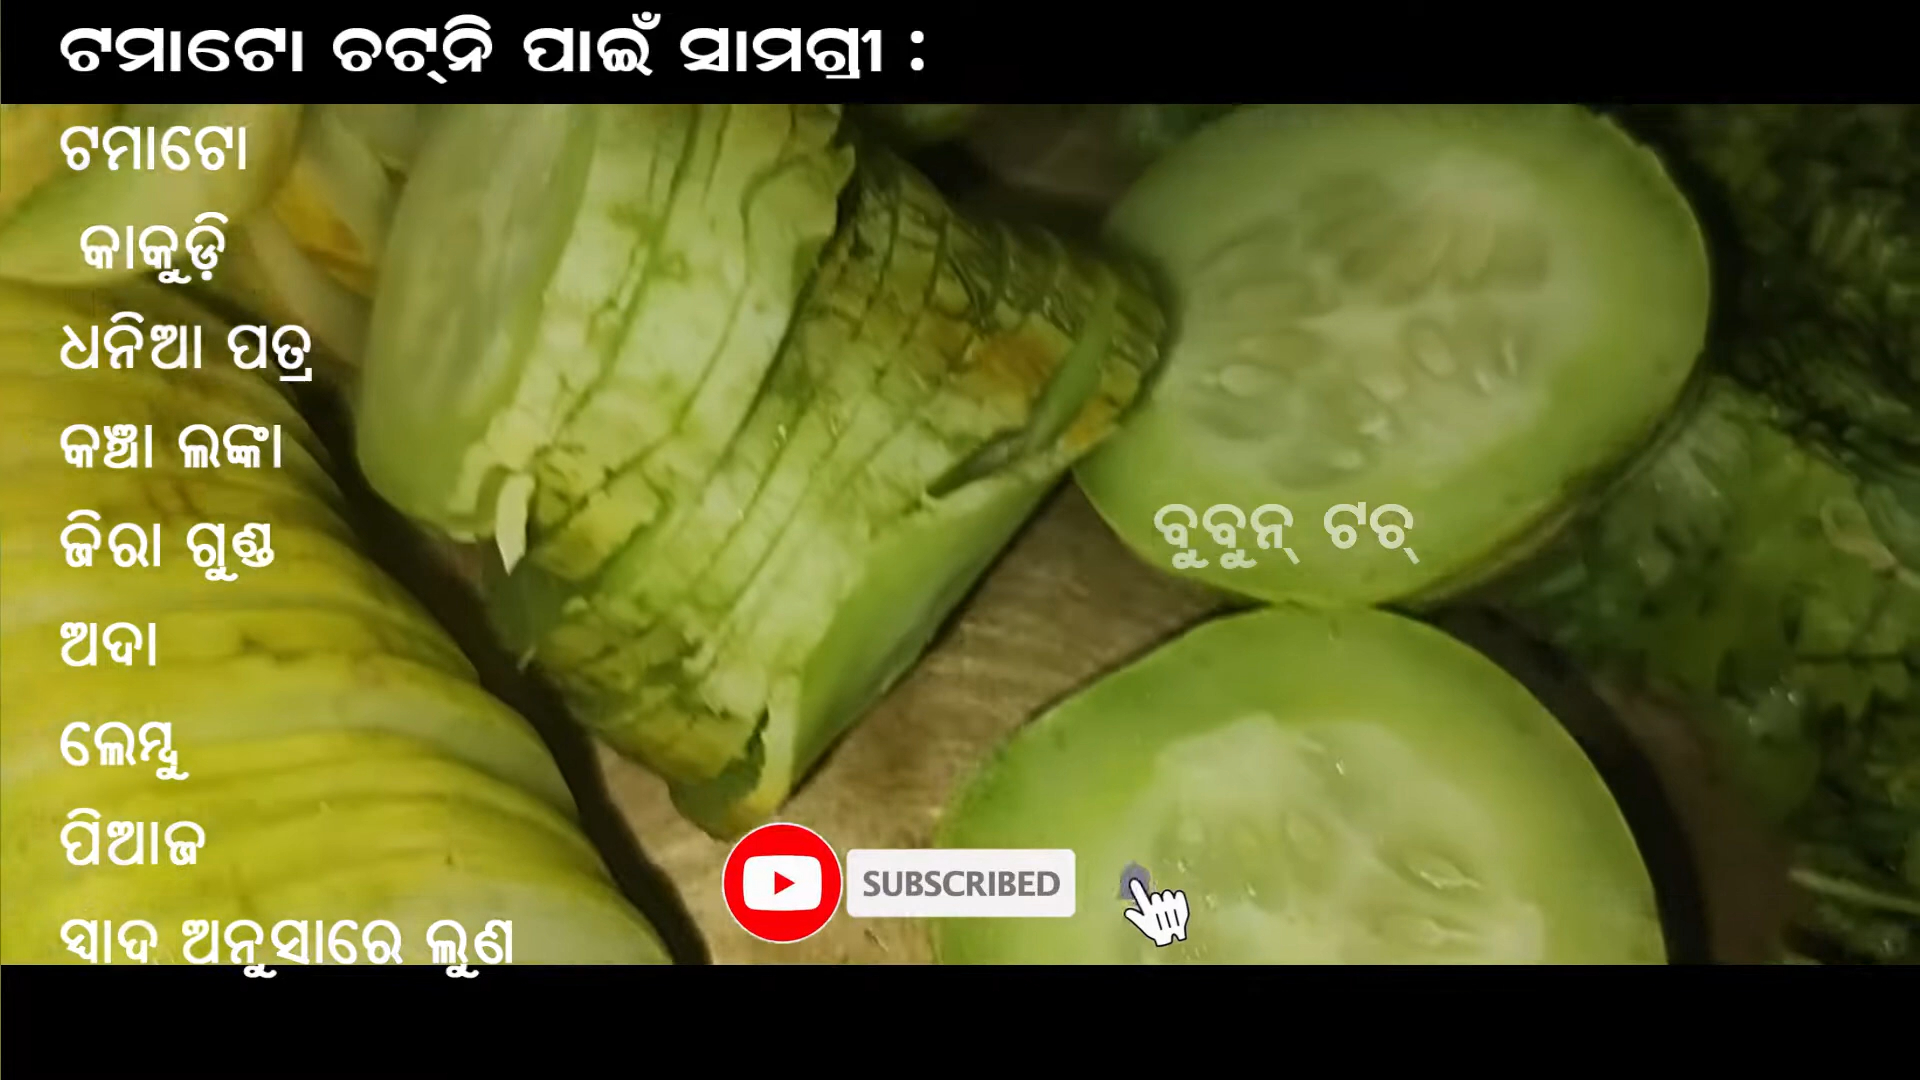 ଟମାଟୋ ଚଟ୍‌ନି ପାଇଁ ସାମଗ୍ରୀ :
ଟମାଟୋ
କାକୁଡ଼ି
ଧନିଆ ପତ୍ର
କଞ୍ଚା ଲଙ୍କା
ଜିରା ଗୁଣ୍ଡ
ଅଦା
ଲେମ୍ବୁ
ପିଆଜ
ସ୍ଵାଦ ଅନୁସାରେ ଲୁଣ
ବୁବୁନ୍ ଟଚ୍
SUBSCRIBED